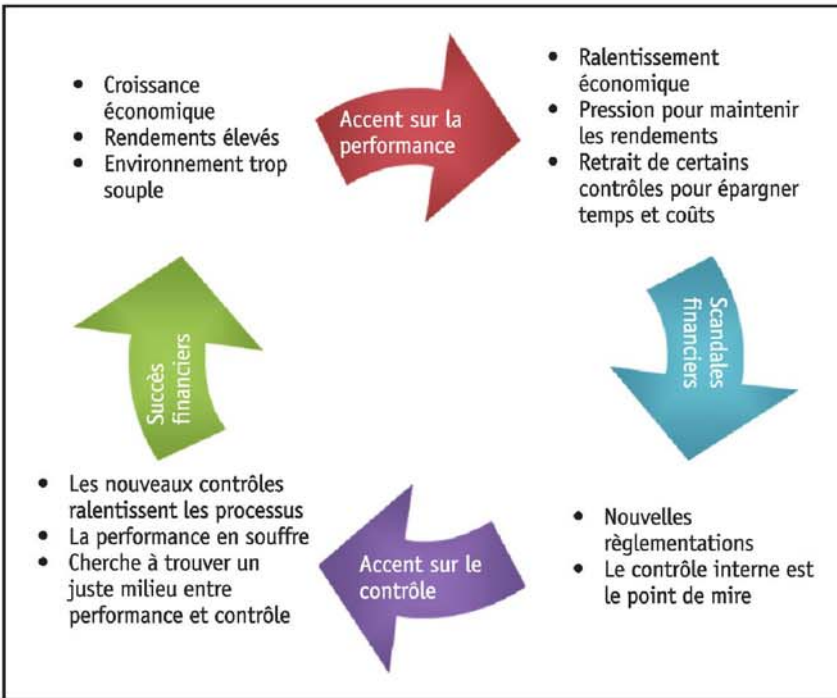 • Croissance
économique
• Rendements élevés
• Environnement trop
souple
Accent sur la
performance
• Ralentissement
économique
• Pression pour maintenir
les rendements
• Retrait de certains
contrôles pour épargner
temps et coûts
Scandales
financiers
• Nouvelles
règlementations
• Le contrôle interne est
le point de mire
Accent sur le
contrôle
• Les nouveaux contrôles
ralentissent les processus
• La performance en souffre
• Cherche à trouver un
juste milieu entre
performance et contrôle
Succès
financiers